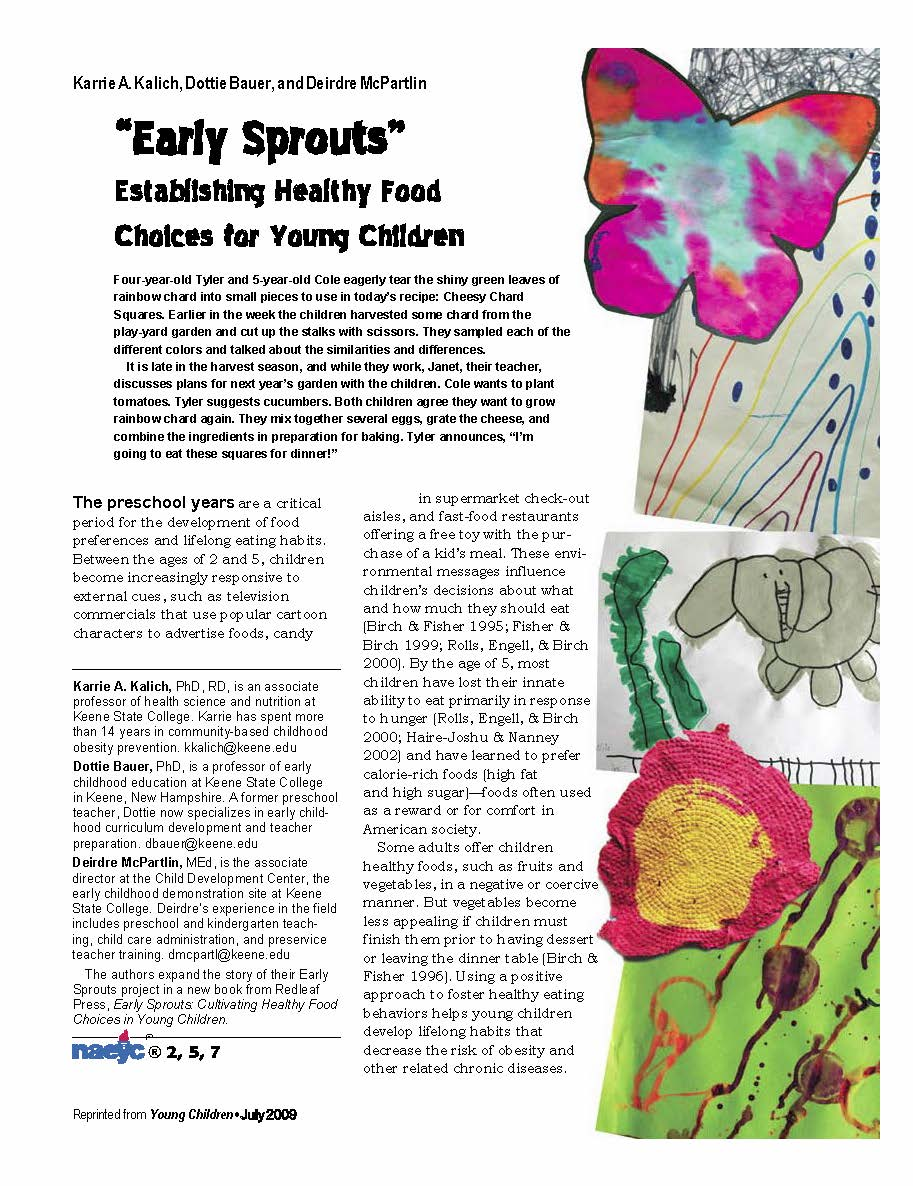 Karrie A. Kalich, Dottie Bauer, and Deirdre McPartlin
“Early Sprouts”
Establishing Healthy Food
Choices for Young Children
Four-year-old Tyler and 5-year-old Cole eagerly tear the shiny green leaves of
rainbow chard into small pieces to use in today’s recipe: Cheesy Chard
Squares. Earlier in the week the children harvested some chard from the
play-yard garden and cut up the stalks with scissors. They sampled each of the
different colors and talked about the similarities and differences.
It is late in the harvest season, and while they work, Janet, their teacher,
discusses plans for next year’s garden with the children. Cole wants to plant
tomatoes. Tyler suggests cucumbers. Both children agree they want to grow
rainbow chard again. They mix together several eggs, grate the cheese, and
combine the ingredients in preparation for baking. Tyler announces, “I’m
going to eat these squares for dinner!”
The preschool years are a critical
period for the development of food
preferences and lifelong eating habits.
Between the ages of 2 and 5, children
become increasingly responsive to
external cues, such as television
commercials that use popular cartoon
characters to advertise foods, candy
in supermarket check-out
aisles, and fast-food restaurants
offering a free toy with the pur-
chase of a kid’s meal. These envi-
ronmental messages influence
children’s decisions about what
and how much they should eat
(Birch & Fisher 1995; Fisher &
Birch 1999; Rolls, Engell, & Birch
2000). By the age of 5, most
children have lost their innate
ability to eat primarily in response
to hunger (Rolls, Engell, & Birch
2000; Haire-Joshu & Nanney
2002) and have learned to prefer
calorie-rich foods (high fat
and high sugar)—foods often used
as a reward or for comfort in
American society.
Some adults offer children
healthy foods, such as fruits and
vegetables, in a negative or coercive
manner. But vegetables become
less appealing if children must
finish them prior to having dessert
or leaving the dinner table (Birch &
Fisher 1996). Using a positive
approach to foster healthy eating
behaviors helps young children
develop lifelong habits that
decrease the risk of obesity and
other related chronic diseases.
Karrie A. Kalich, PhD, RD, is an associate
professor of health science and nutrition at
Keene State College. Karrie has spent more
than 14 years in community-based childhood
obesity prevention. kkalich@keene.edu
Dottie Bauer, PhD, is a professor of early
childhood education at Keene State College
in Keene, New Hampshire. A former preschool
teacher, Dottie now specializes in early child-
hood curriculum development and teacher
preparation. dbauer@keene.edu
Deirdre McPartlin, MEd, is the associate
director at the Child Development Center, the
early childhood demonstration site at Keene
State College. Deirdre’s experience in the field
includes preschool and kindergarten teach-
ing, child care administration, and preservice
teacher training. dmcpartl@keene.edu
The authors expand the story of their Early
Sprouts project in a new book from Redleaf
Press, Early Sprouts: Cultivating Healthy Food
Choices in Young Children.
naeyc ® 2, 5, 7
Reprinted from Young Children • July 2009